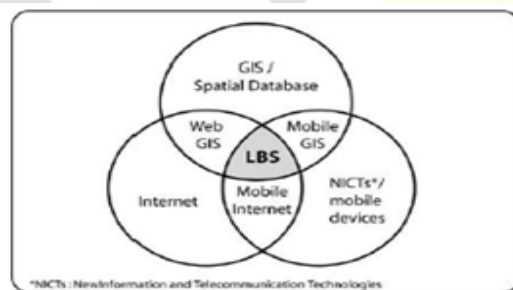 GIS /
Spatial Database
Web
GIS
Mobile
GIS
LBS
Internet
Mobile
Internet
NICTs*/
mobile
devices
*NICTs : NewInformation and Telecommunication Technologies